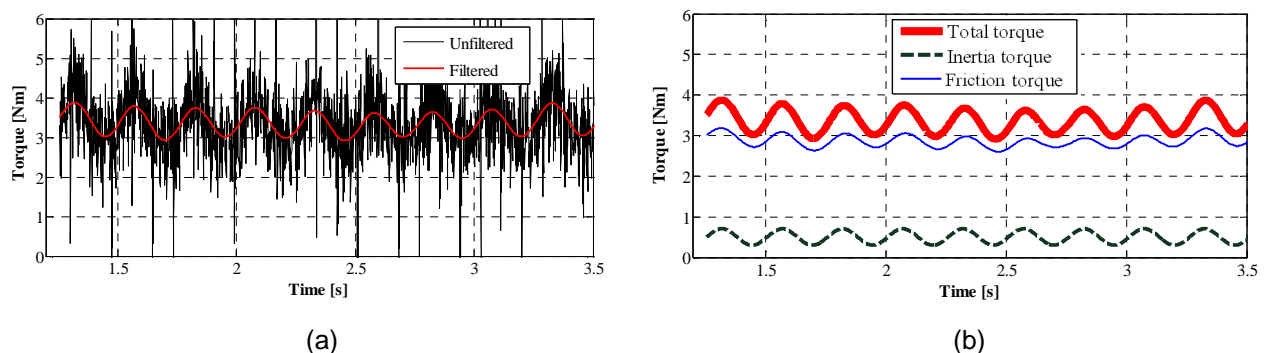 6
5
4
3
2
1
0
Torque [Nm]
Unfiltered
Filtered
1.5 2 2.5 3 3.5
Time [s]
(a)
6
5
4
3
2
1
0
Torque [Nm]
Total torque
Inertia torque
Friction torque
1.5 2 2.5 3 3.5
Time [s]
(b)